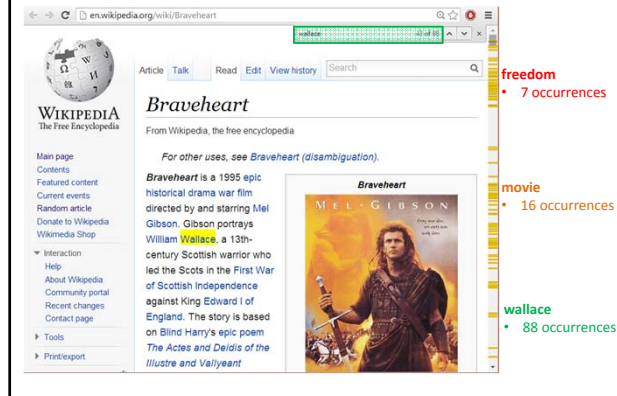 en.wikipedia.org/wiki/Braveheart
wallace
of 88
Article Talk Read Edit View history Search
WIKIPEDIA
The Free Encyclopedia
Main page
Contents
Featured content
Current events
Random article
Donate to Wikipedia
Wikimedia Shop
Interaction
Help
About Wikipedia
Community portal
Recent changes
Contact page
Tools
Print/export
Braveheart
From Wikipedia, the free encyclopedia
For other uses, see Braveheart (disambiguation).
Braveheart is a 1995 epic
historical drama war film
directed by and starring Mel
Gibson. Gibson portrays
William Wallace, a 13th-
century Scottish warrior who
led the Scots in the First War
of Scottish Independence
against King Edward I of
England. The story is based
on Blind Harry's epic poem
The Actes and Deidis of the
Illustre and Vallyeant
Braveheart
MEL · GIBSON
freedom
• 7 occurrences
movie
• 16 occurrences
wallace
• 88 occurrences